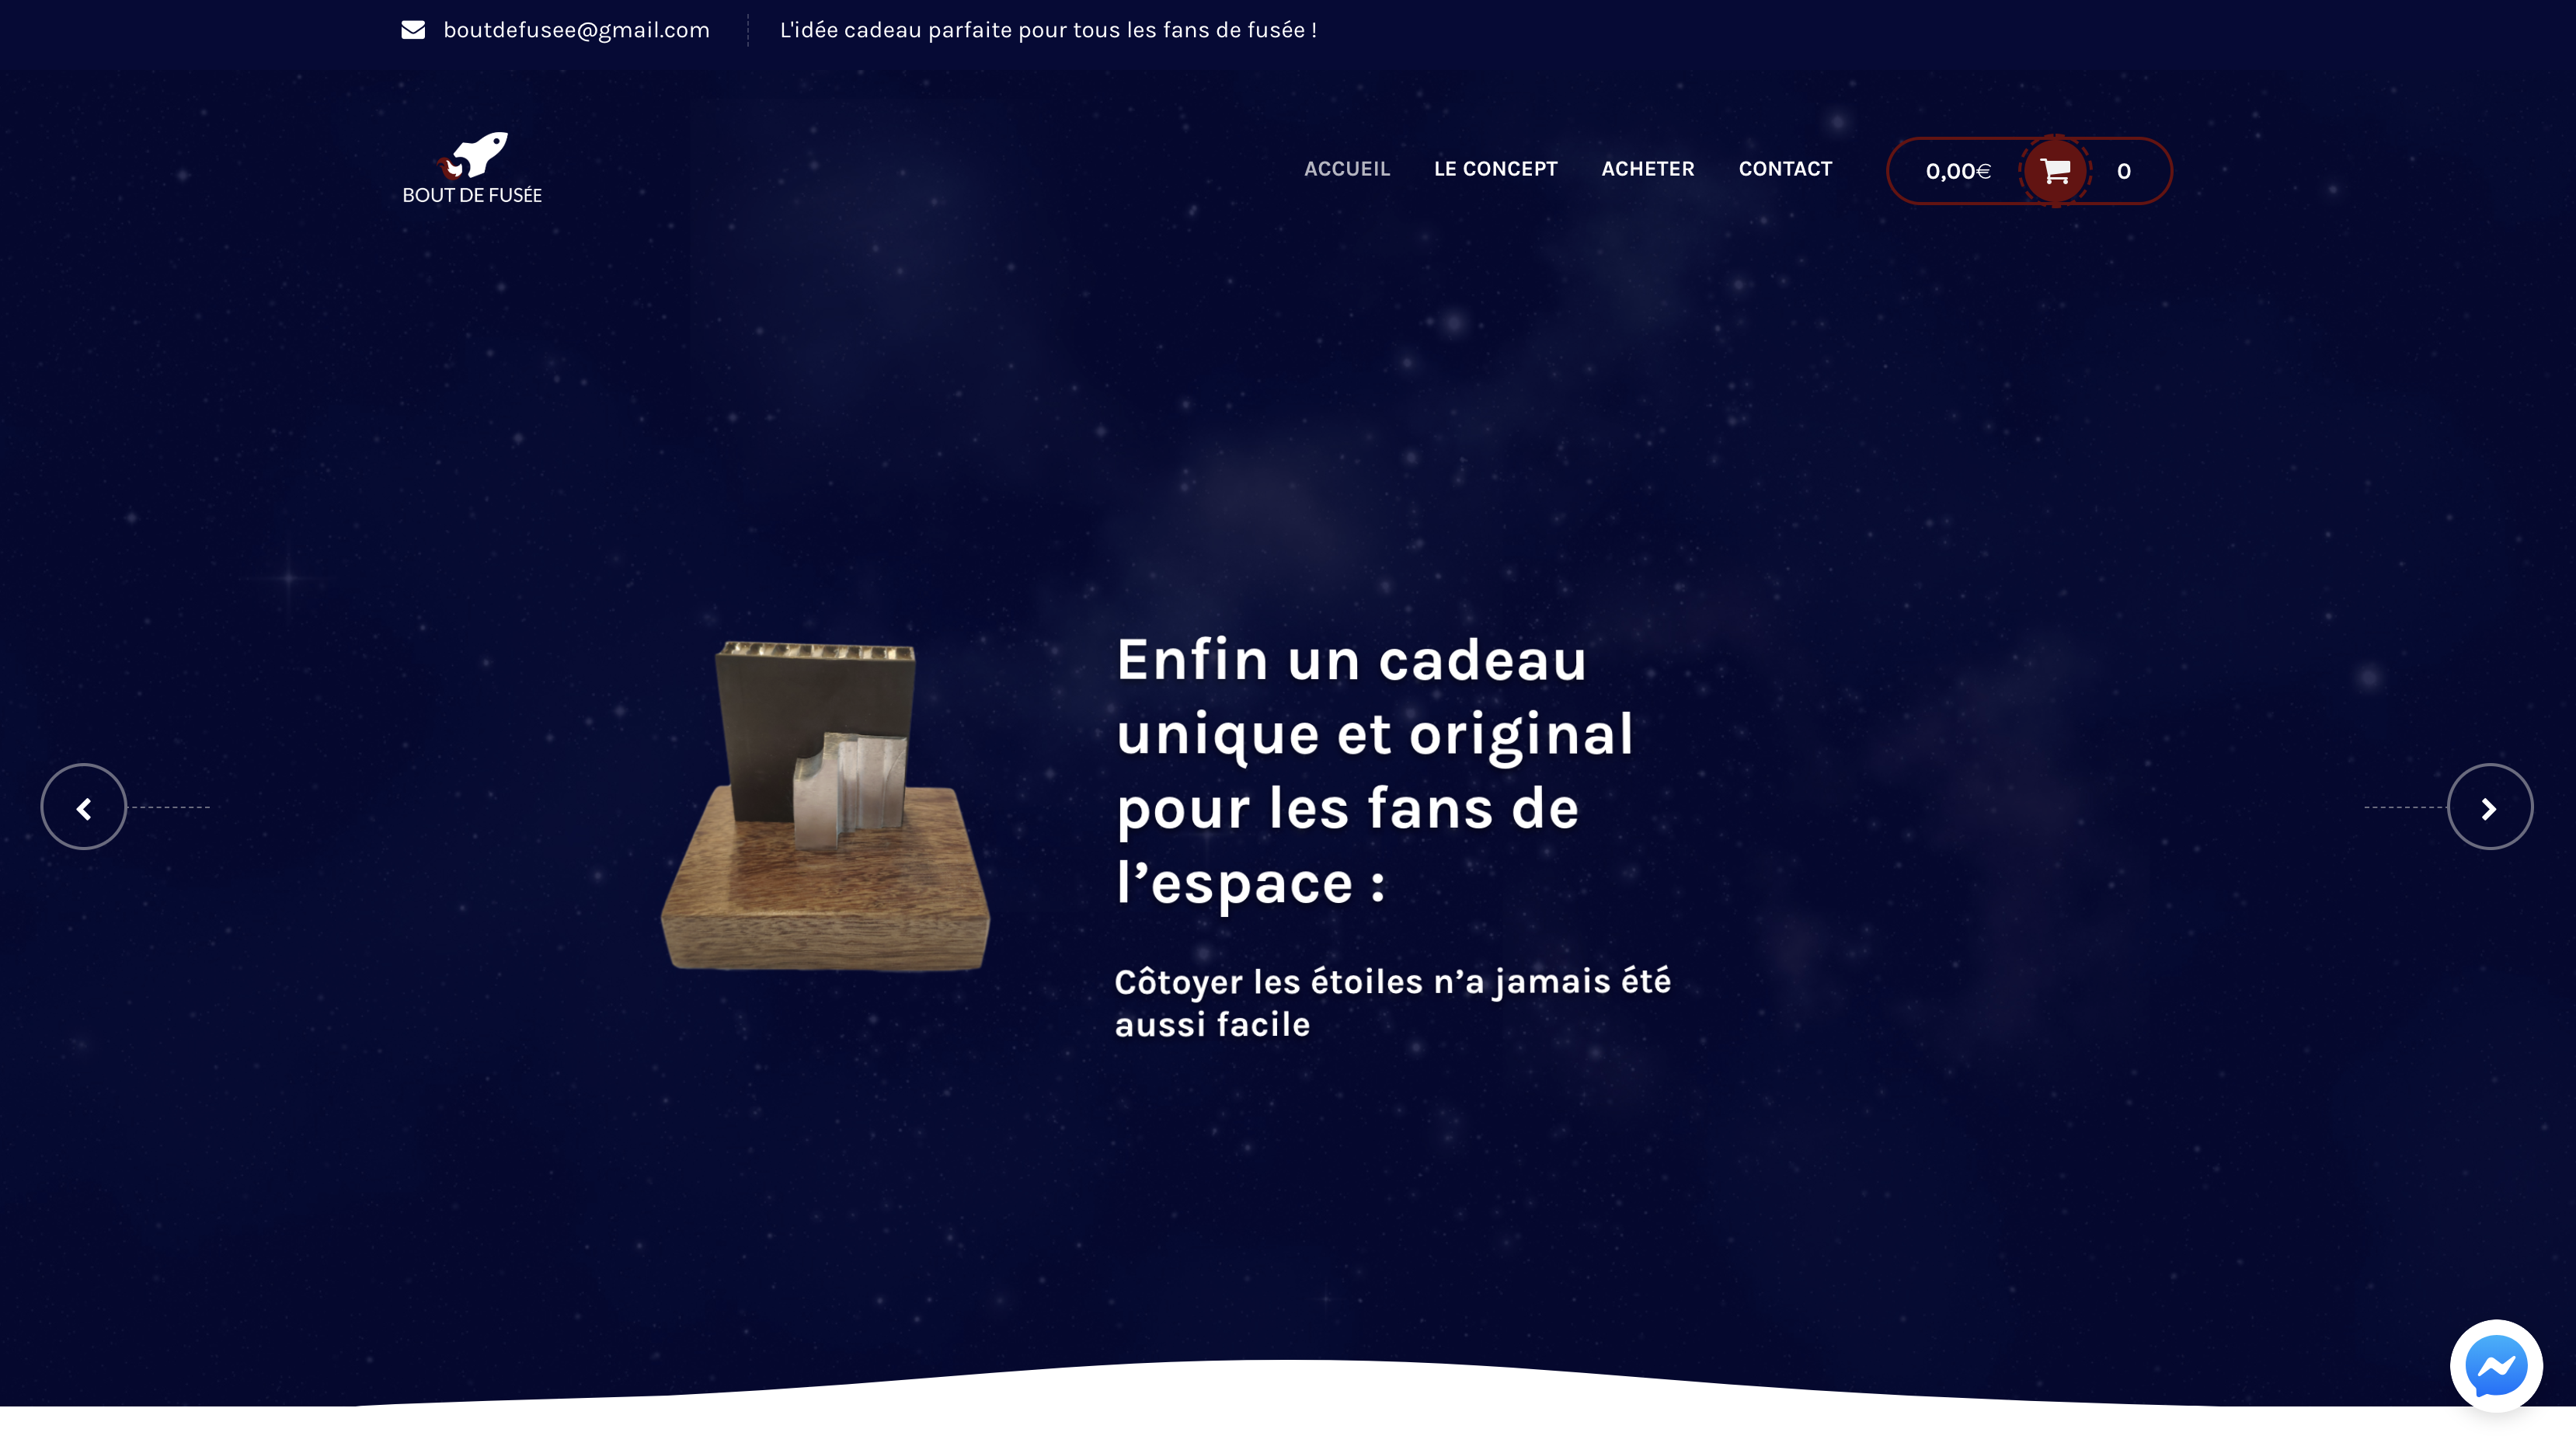 boutdefusee@gmail.com
L'idée cadeau parfaite pour tous les fans de fusée !
BOUT DE FUSÉE
ACCUEIL
LE CONCEPT
ACHETER
CONTACT
0,00€
0
Enfin un cadeau
unique et original
pour les fans de
l’espace :
Côtoyer les étoiles n’a jamais été
aussi facile